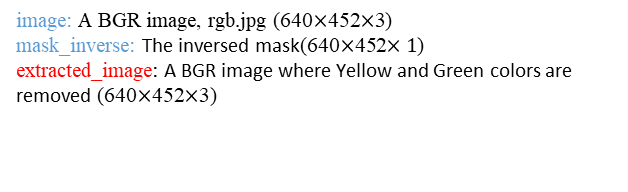 image: A BGR image, rgb.jpg (640×452×3)
mask_inverse: The inversed mask(640×452× 1)
extracted_image: A BGR image where Yellow and Green colors are
removed (640×452×3)